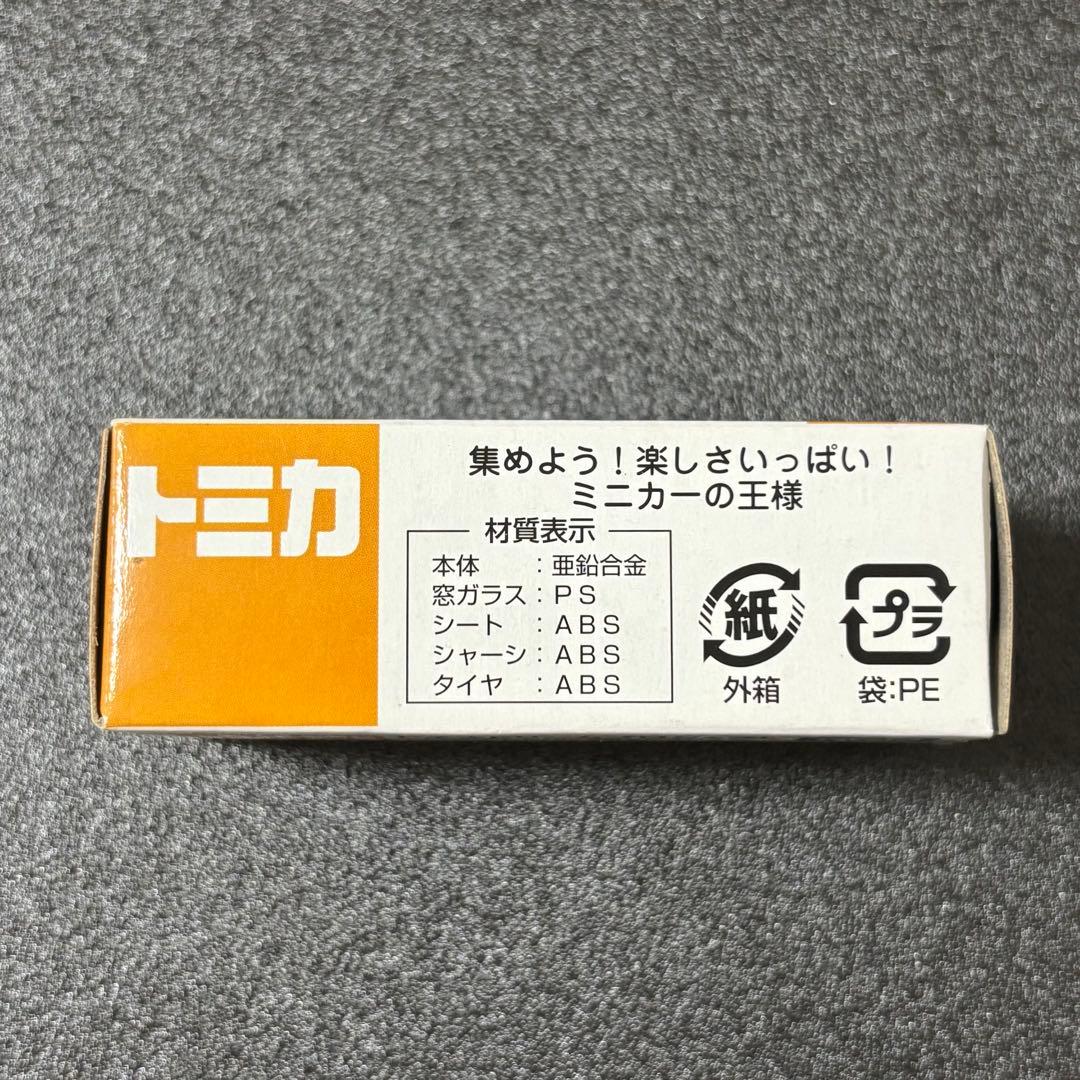 トミカ
集めよう！楽しさいっぱい！
ミニカーの王様
材質表示
本体　：亜鉛合金
窓ガラス：ＰＳ
シート　：ＡＢＳ
シャーシ：ＡＢＳ
タイヤ　：ＡＢＳ
紙
外箱
プラ
袋:PE